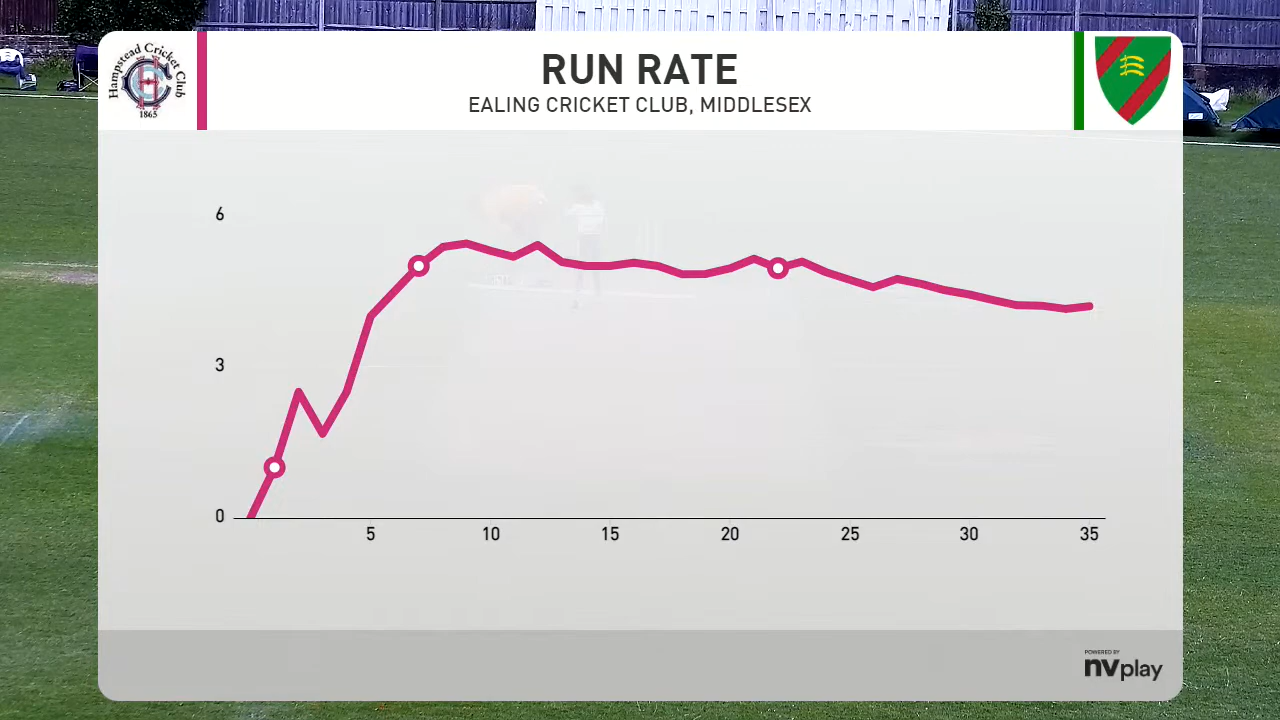 Hampstead Cricket Club
1865
RUN RATE
EALING CRICKET CLUB, MIDDLESEX
6
3
0
5 10 15 20 25 30 35
POWERED BY
nvplay